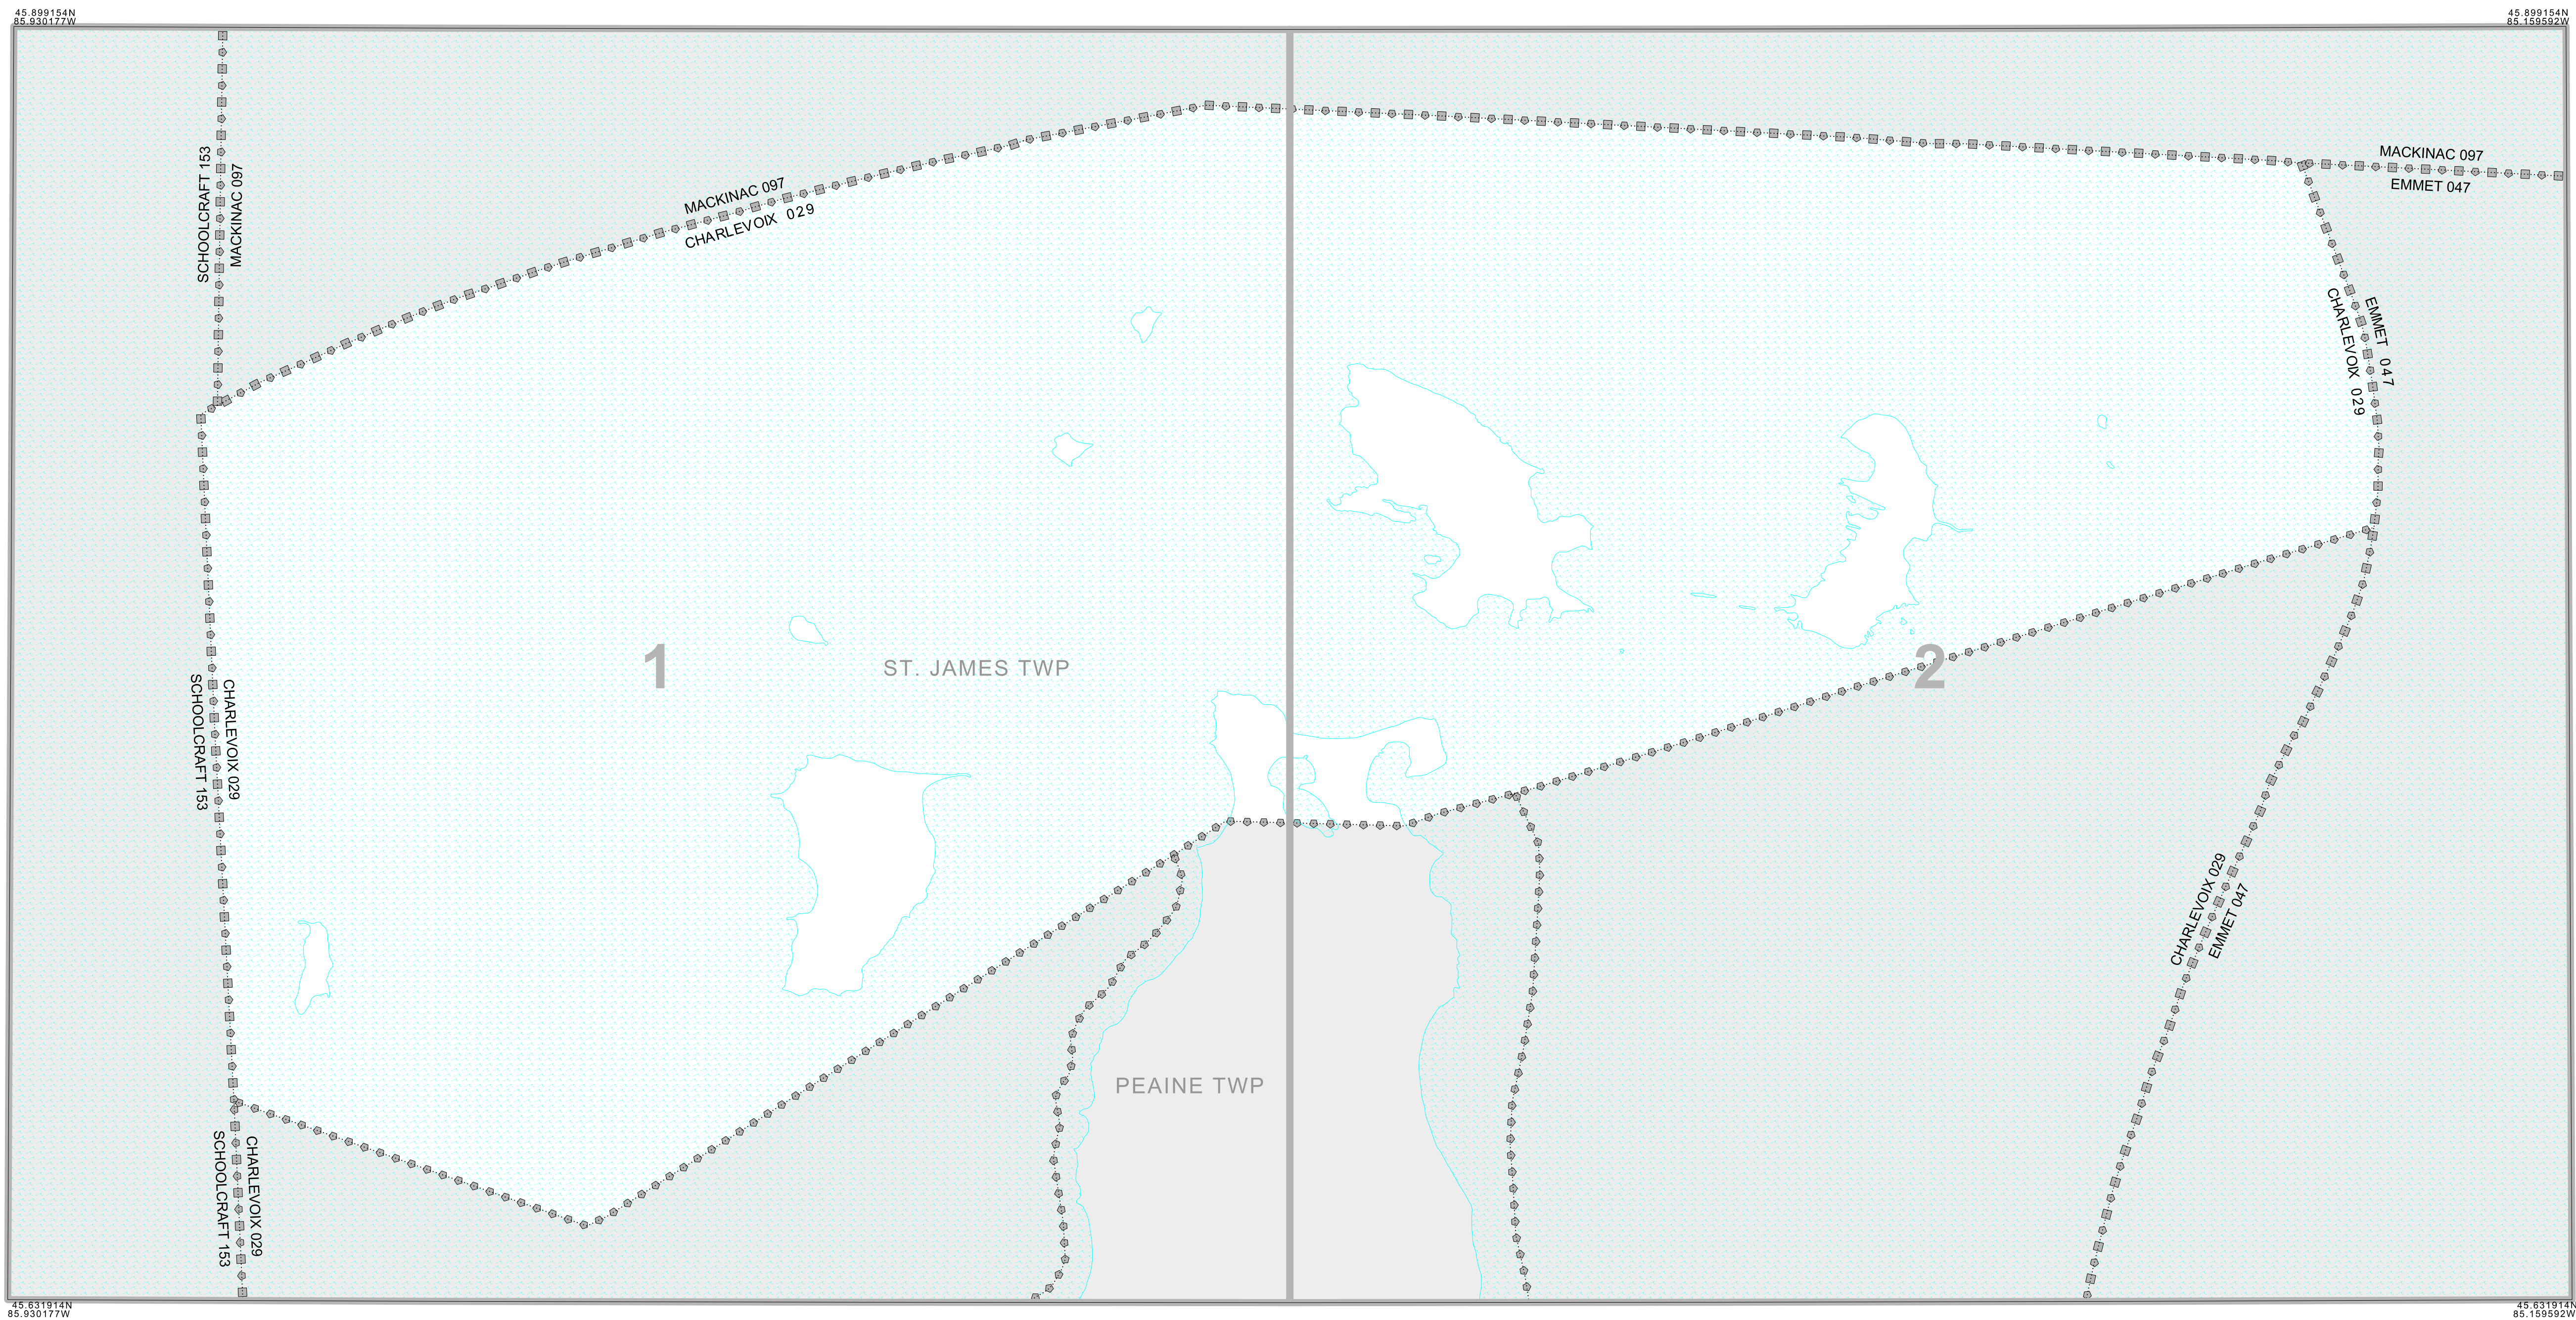 45.899154N
85.930177W
45.899154N
85.159592W
SCHOOLCRAFT 153
MACKINAC 097
MACKINAC 097
CHARLEVOIX 029
MACKINAC 097
EMMET 047
EMMET 047
CHARLEVOIX 029
1
ST. JAMES TWP
2
SCHOOLCRAFT 153
CHARLEVOIX 029
CHARLEVOIX 029
EMMET 047
PEAINE TWP
SCHOOLCRAFT 153
CHARLEVOIX 029
45.631914N
85.930177W
45.631914N
85.159592W